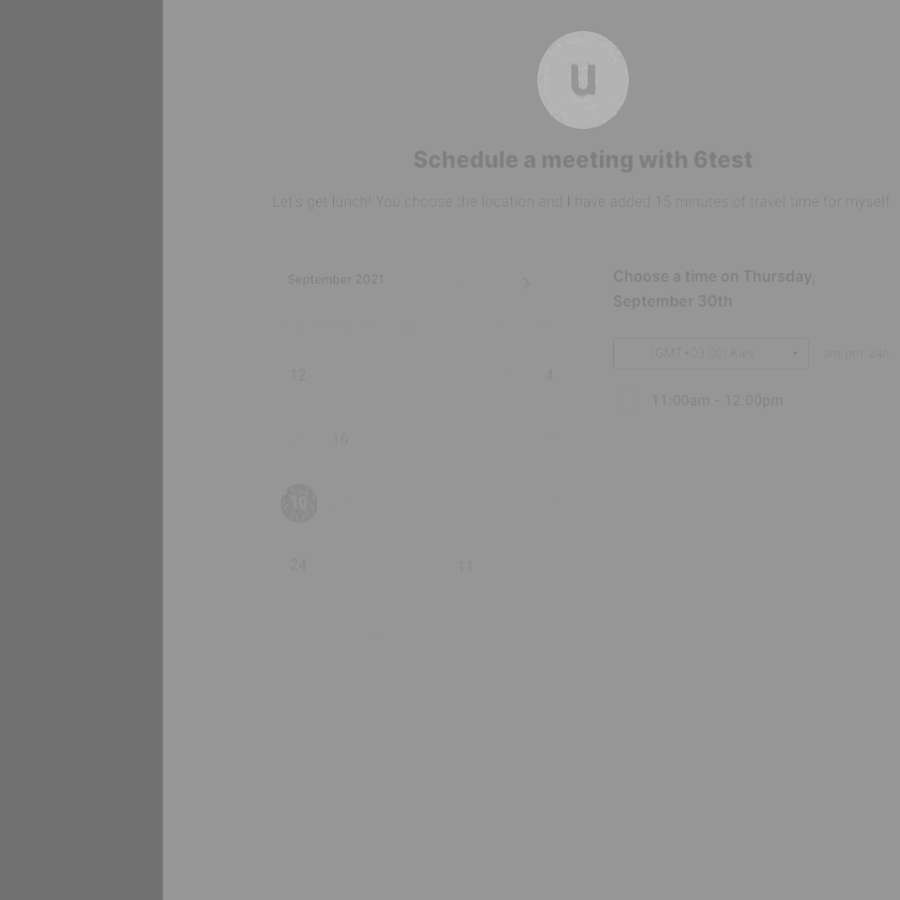 u
Schedule a meeting with 6test
Let's get lunch! You choose the location and I have added 15 minutes of travel time for myself.
September 2021
Choose a time on Thursday,
September 30th
(GMT+03:00) Kiev
am/pm 24h
12 4
11:00am - 12:00pm
16
10
24 11